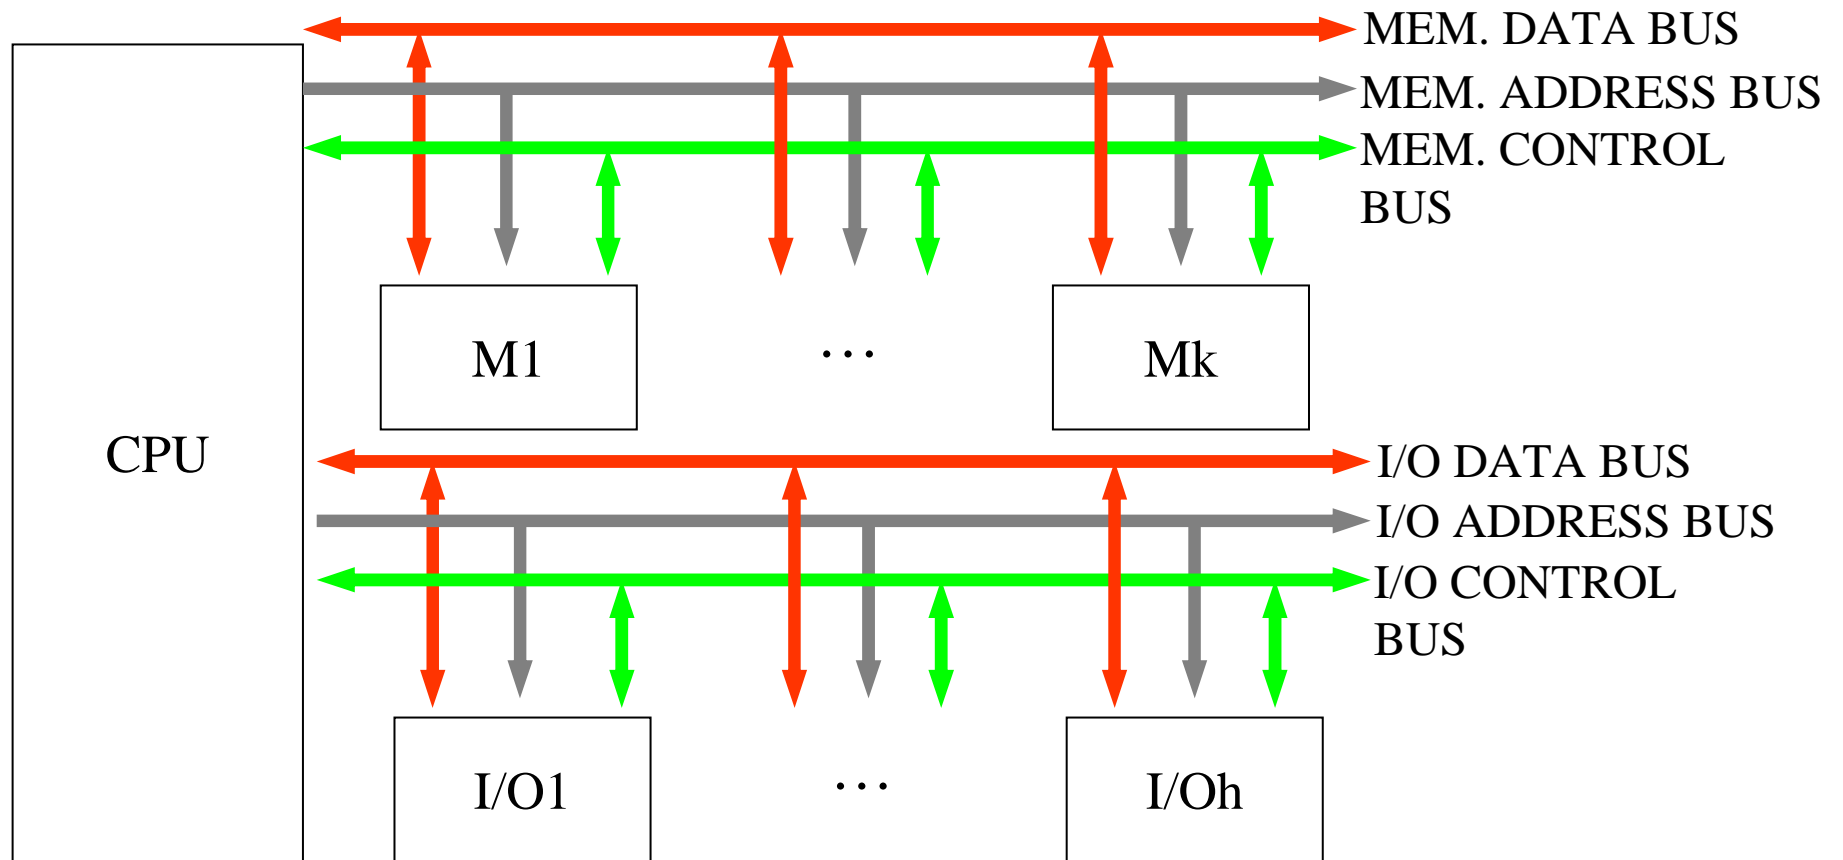 MEM. DATA BUS
MEM. ADDRESS BUS
MEM. CONTROL
BUS
M1
...
Mk
CPU
I/O DATA BUS
I/O ADDRESS BUS
I/O CONTROL
BUS
I/O1
...
I/Oh